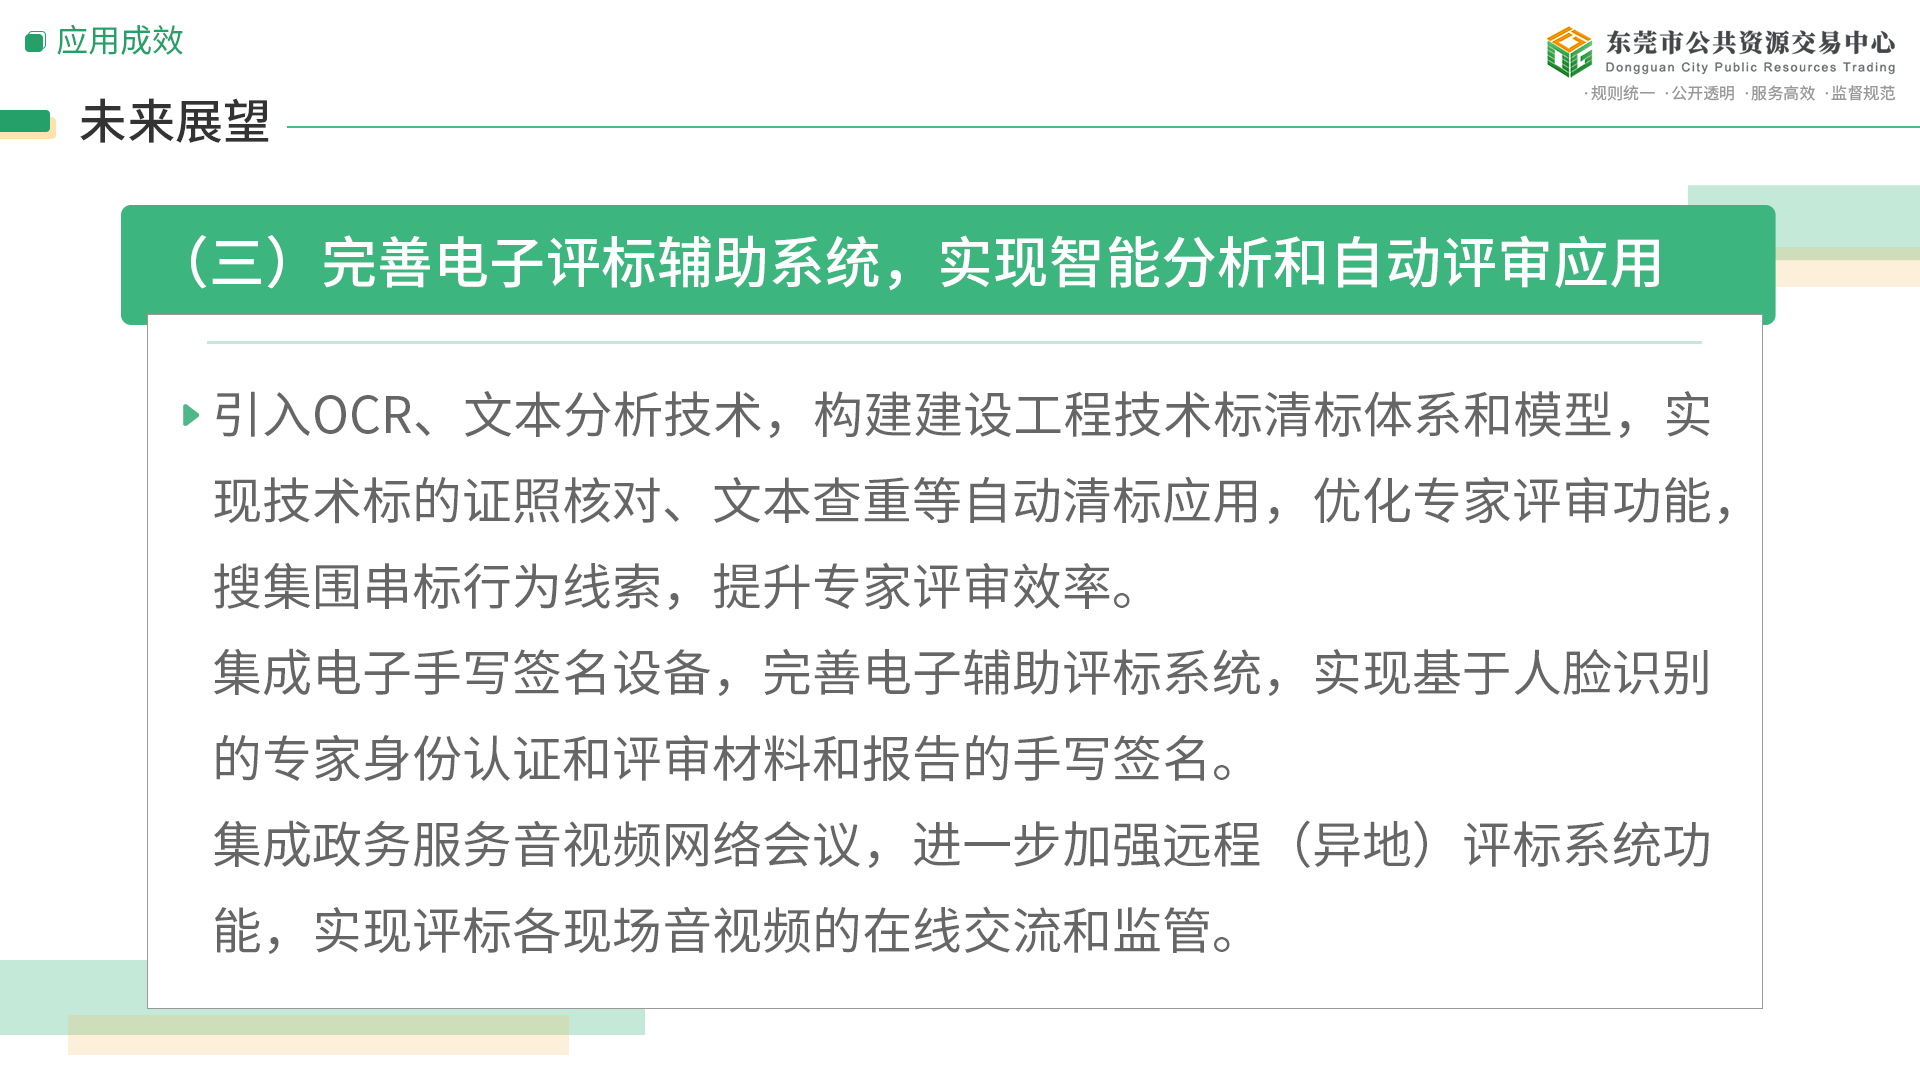 应用成效
东莞市公共资源交易中心
Dongguan City Public Resources Trading
·规则统一 ·公开透明 ·服务高效 ·监督规范
未来展望
（三）完善电子评标辅助系统，实现智能分析和自动评审应用
引入OCR、文本分析技术，构建建设工程技术标清标体系和模型，实
现技术标的证照核对、文本查重等自动清标应用，优化专家评审功能，
搜集围串标行为线索，提升专家评审效率。
集成电子手写签名设备，完善电子辅助评标系统，实现基于人脸识别
的专家身份认证和评审材料和报告的手写签名。
集成政务服务音视频网络会议，进一步加强远程（异地）评标系统功
能，实现评标各现场音视频的在线交流和监管。